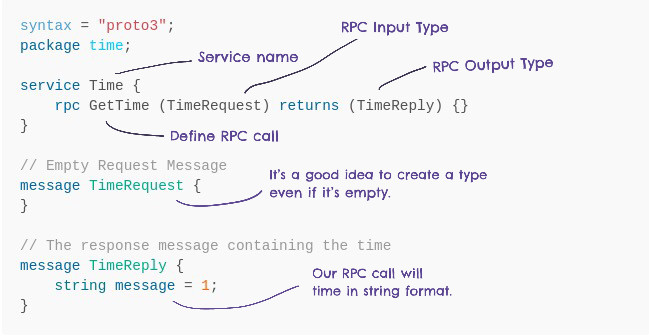 syntax = "proto3";
package time;
RPC Input Type
Service name
RPC Output Type
service Time {
rpc GetTime (TimeRequest) returns (TimeReply) {}
}
Define RPC call
// Empty Request Message
message TimeRequest {
}
It's a good idea to create a type
even if it's empty.
// The response message containing the time
message TimeReply {
string message = 1;
}
Our RPC call will
time in string format.